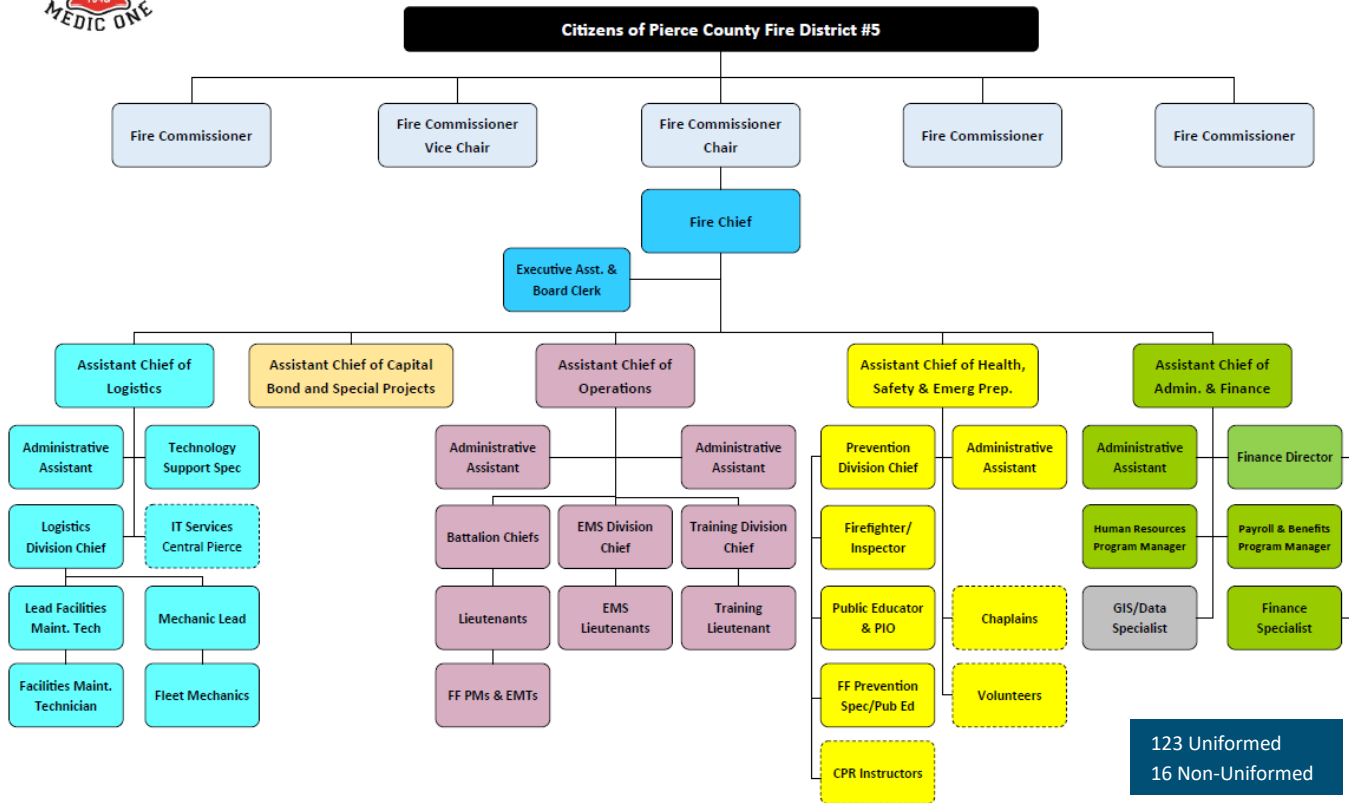 MEDIC ONE
Citizens of Pierce County Fire District #5
Fire Commissioner
Fire Commissioner
Vice Chair
Fire Commissioner
Chair
Fire Commissioner
Fire Commissioner
Fire Chief
Executive Asst. &
Board Clerk
Assistant Chief of
Logistics
Assistant Chief of Capital
Bond and Special Projects
Assistant Chief of
Operations
Assistant Chief of Health,
Safety & Emerg Prep.
Assistant Chief of
Admin. & Finance
Administrative
Assistant
Technology
Support Spec
Logistics
Division Chief
IT Services
Central Pierce
Lead Facilities
Maint. Tech
Mechanic Lead
Facilities Maint.
Technician
Fleet Mechanics
Administrative
Assistant
Administrative
Assistant
Battalion Chiefs
EMS Division
Chief
Training Division
Chief
Lieutenants
EMS
Lieutenants
Training
Lieutenant
FF PMs & EMTs
Prevention
Division Chief
Administrative
Assistant
Firefighter/
Inspector
Public Educator
& PIO
Chaplains
FF Prevention
Spec/Pub Ed
Volunteers
CPR Instructors
Administrative
Assistant
Finance Director
Human Resources
Program Manager
Payroll & Benefits
Program Manager
GIS/Data
Specialist
Finance
Specialist
123 Uniformed
16 Non-Uniformed